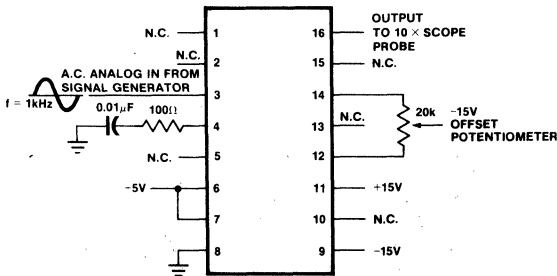 N.C.
1
16
OUTPUT
TO 10 × SCOPE
PROBE
N.C.
2
15
N.C.
A.C. ANALOG IN FROM
SIGNAL GENERATOR
f = 1kHz
3
14
0.01μF
100Ω
4
N.C.
13
20k
-15V
OFFSET
POTENTIOMETER
N.C.
5
12
-5V
6
11
+15V
7
10
N.C.
8
9
-15V